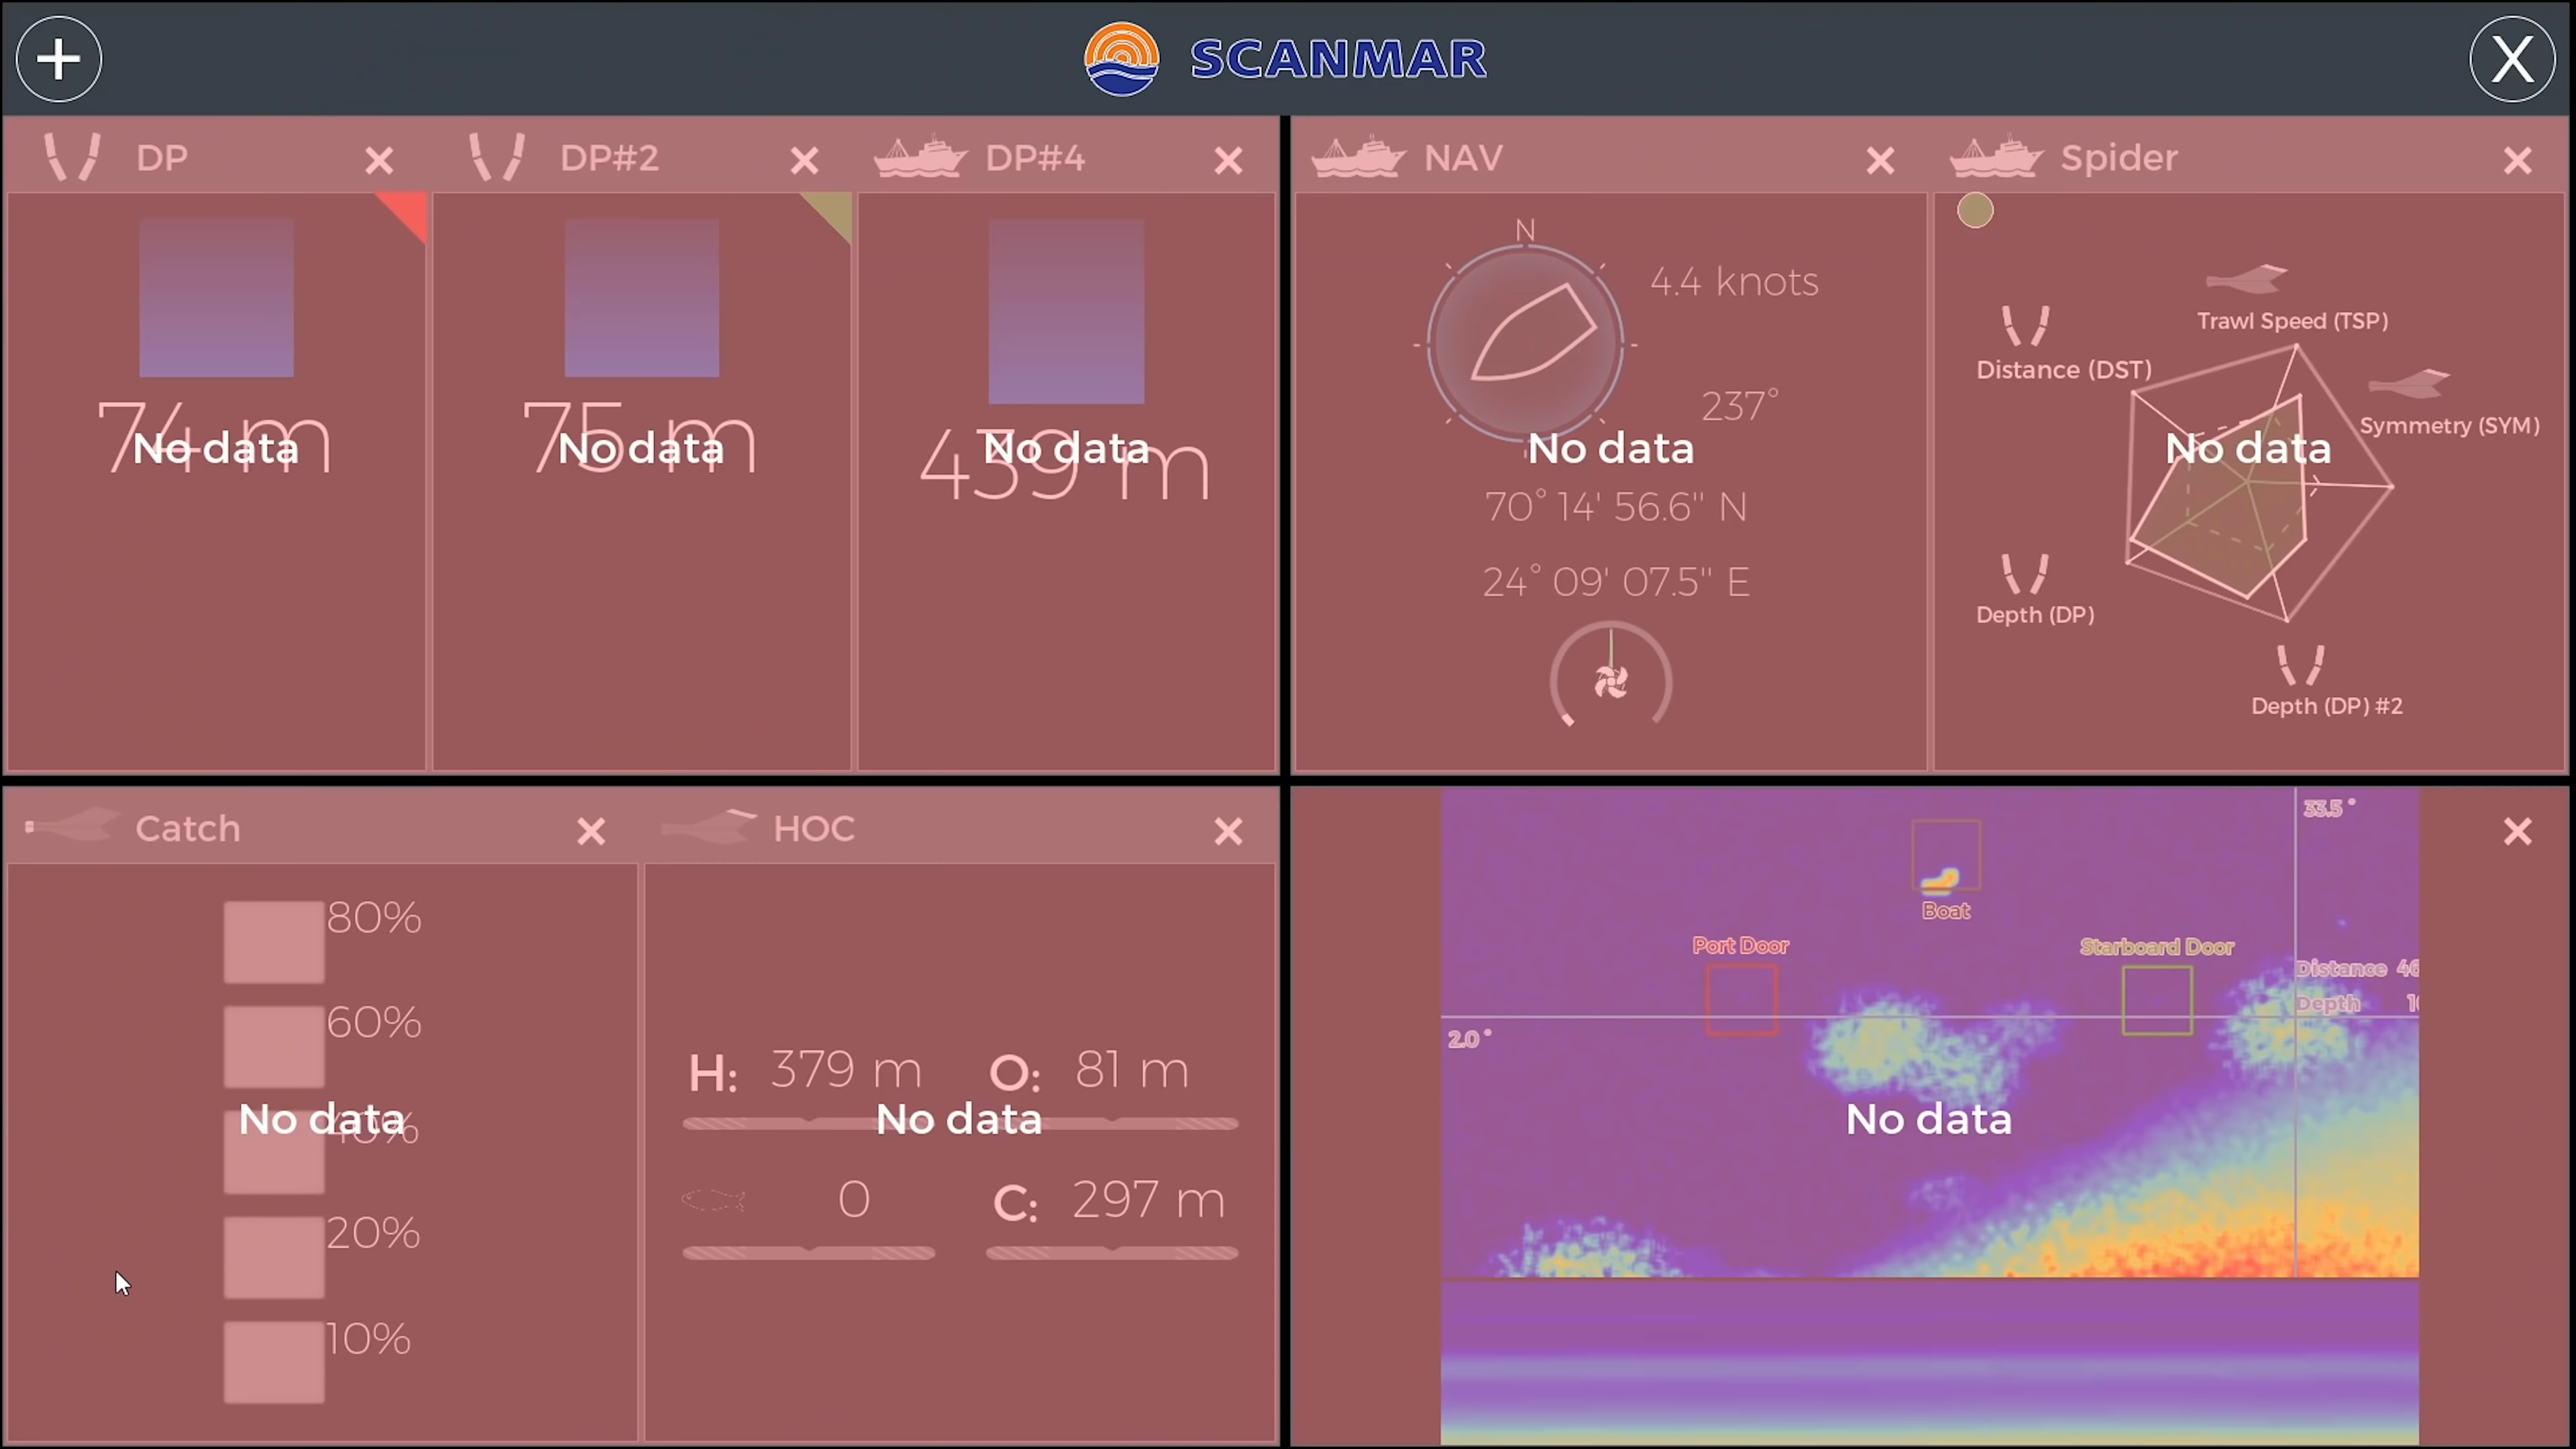 SCANMAR
DP
DP#2
DP#4
NAV
Spider
74 m
No data
75 m
No data
439 m
No data
N
4.4 knots
237°
No data
70° 14' 56.6" N
24° 09' 07.5" E
Trawl Speed (TSP)
Distance (DST)
Symmetry (SYM)
No data
Depth (DP)
Depth (DP) #2
Catch
HOC
80%
60%
40%
No data
20%
10%
H: 379 m
O: 81 m
No data
0
C: 297 m
33.5°
Boat
Port Door
Starboard Door
Distance
Depth
2.0°
No data